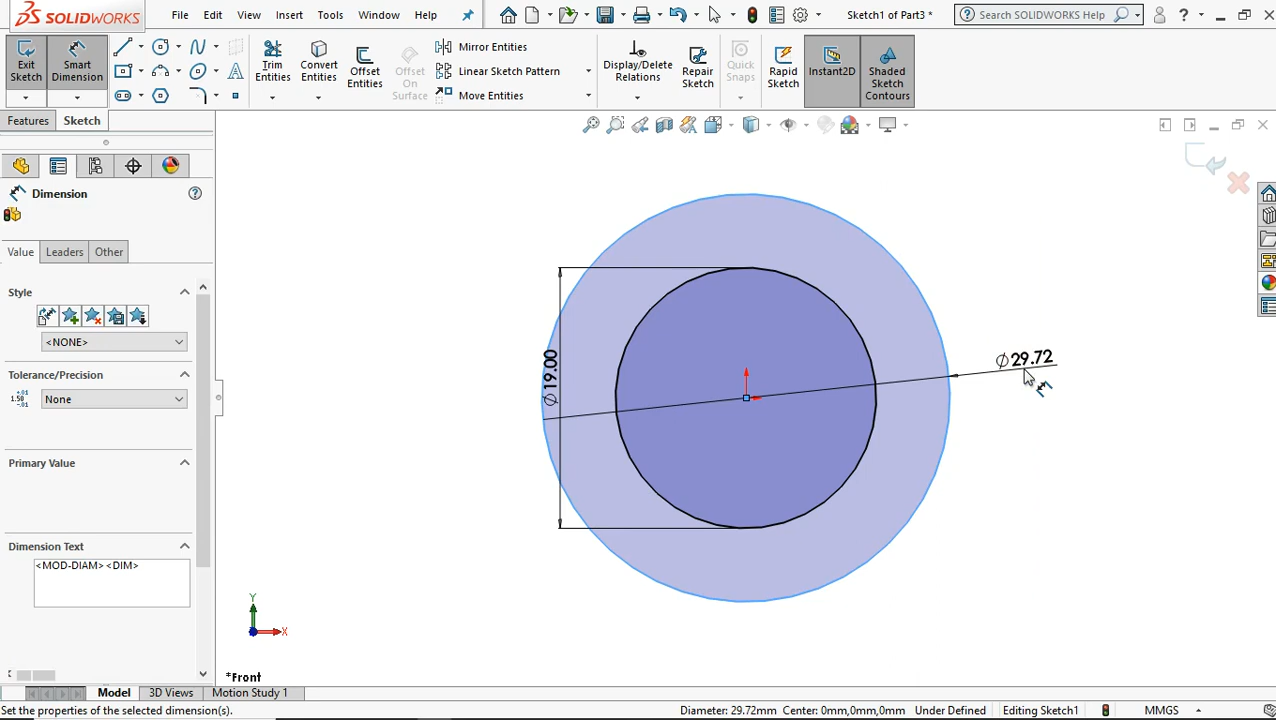 SOLIDWORKS
File Edit View Insert Tools Window Help
Sketch1 of Part3 *
Search SOLIDWORKS Help
?
Exit Sketch
Smart Dimension
Trim Entities
Convert Entities
Offset Entities
Offset On Surface
Mirror Entities
Linear Sketch Pattern
Move Entities
Display/Delete Relations
Repair Sketch
Quick Snaps
Rapid Sketch
Instant2D
Shaded Sketch Contours
Features Sketch
Dimension
Value Leaders Other
Style
<NONE>
Tolerance/Precision
None
Primary Value
Dimension Text
<MOD-DIAM><DIM>
∅19.00
∅29.72
Y
X
*Front
Model 3D Views Motion Study 1
Set the properties of the selected dimension(s).
Diameter: 29.72mm Center: 0mm,0mm,0mm Under Defined Editing Sketch1 MMGS